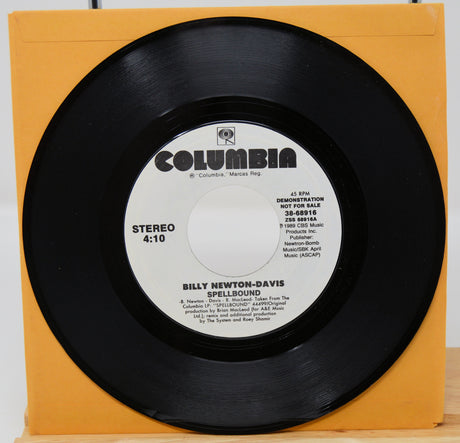 COLUMBIA
® "Columbia," Marcas Reg.
45 RPM
DEMONSTRATION
NOT FOR SALE
38-68916
ZSS 68916A
℗1989 CBS Music
Products Inc.
Publisher:
Newtron-Bomb
Music/SBK April
Music (ASCAP)
STEREO
4:10
BILLY NEWTON-DAVIS
SPELLBOUND
-B. Newton - Davis - B. MacLeod: Taken From The
Columbia LP: "SPELLBOUND" 44499/Original
production by Brian MacLeod (for A&E Music
Ltd.); remix and additional production
by The System and Roey Shamir